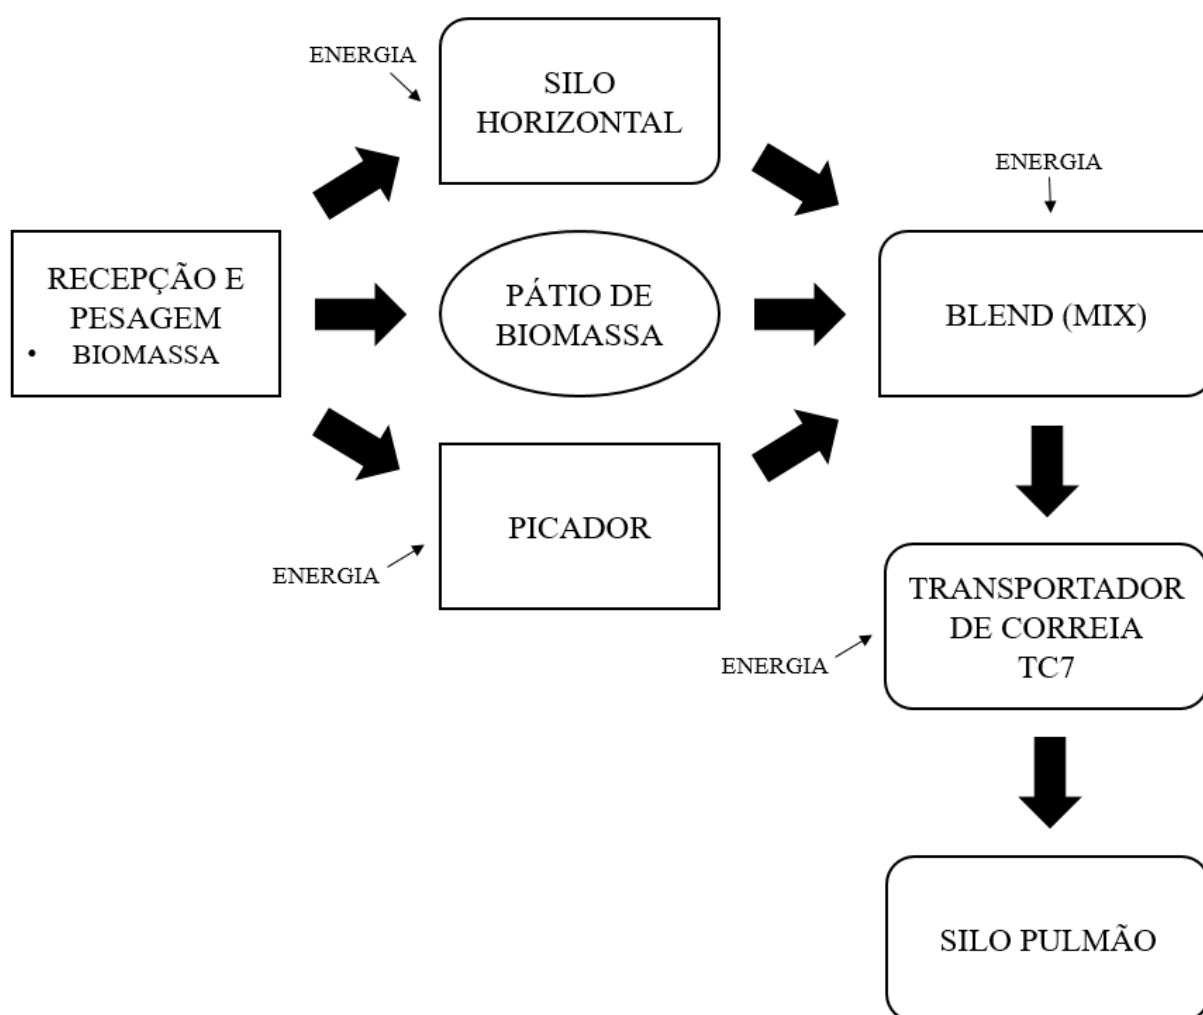 ENERGIA
SILO
HORIZONTAL
ENERGIA
RECEPÇÃO E
PESAGEM
• BIOMASSA
PÁTIO DE
BIOMASSA
BLEND (MIX)
PICADOR
ENERGIA
TRANSPORTADOR
DE CORREIA
TC7
ENERGIA
SILO PULMÃO